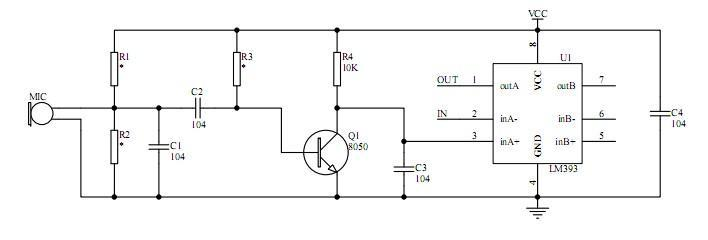 VCC
R1
*
R3
*
R4
10K
8
U1
MIC
C2
104
OUT 1 outA VCC outB 7
IN 2 inA- inB- 6
3 inA+ GND inB+ 5
C4
104
R2
*
C1
104
Q1
8050
C3
104
4
LM393